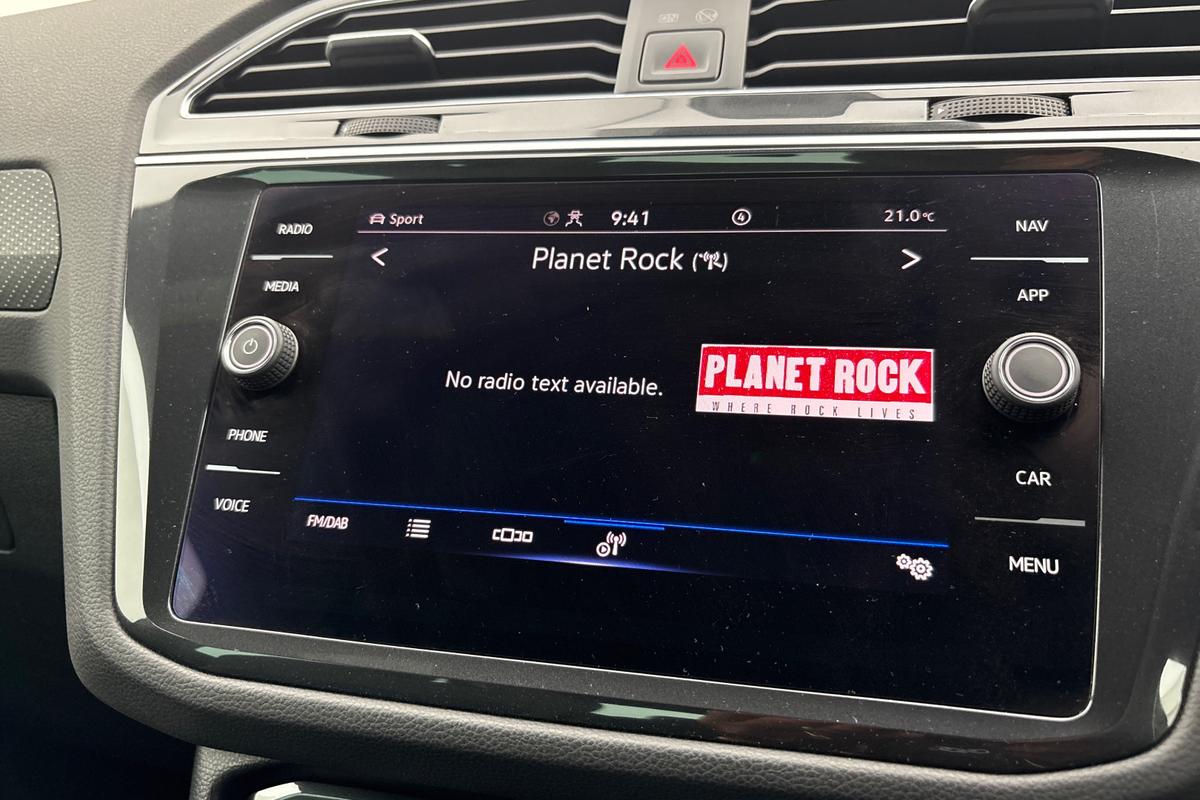 Sport 9:41 4 21.0°C
RADIO
NAV
Planet Rock
MEDIA
APP
No radio text available.
PLANET ROCK
WHERE ROCK LIVES
PHONE
CAR
VOICE
FM/DAB
MENU